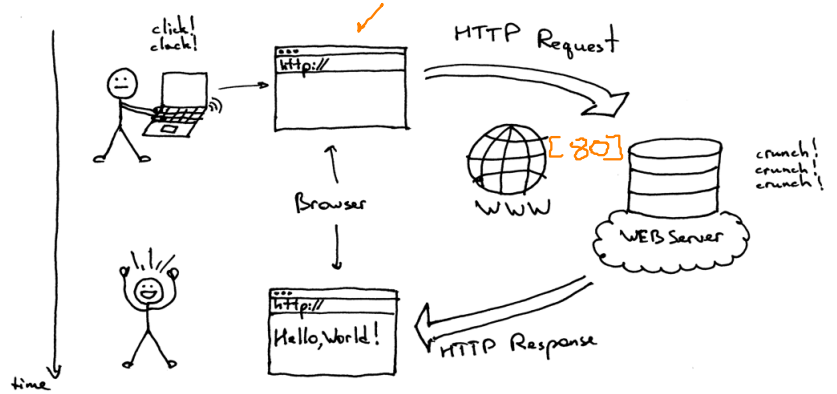 click!
clack!
http://
HTTP Request
[80]
WWW
crunch!
crunch!
crunch!
WEB Server
Browser
http://
Hello, World!
HTTP Response
time